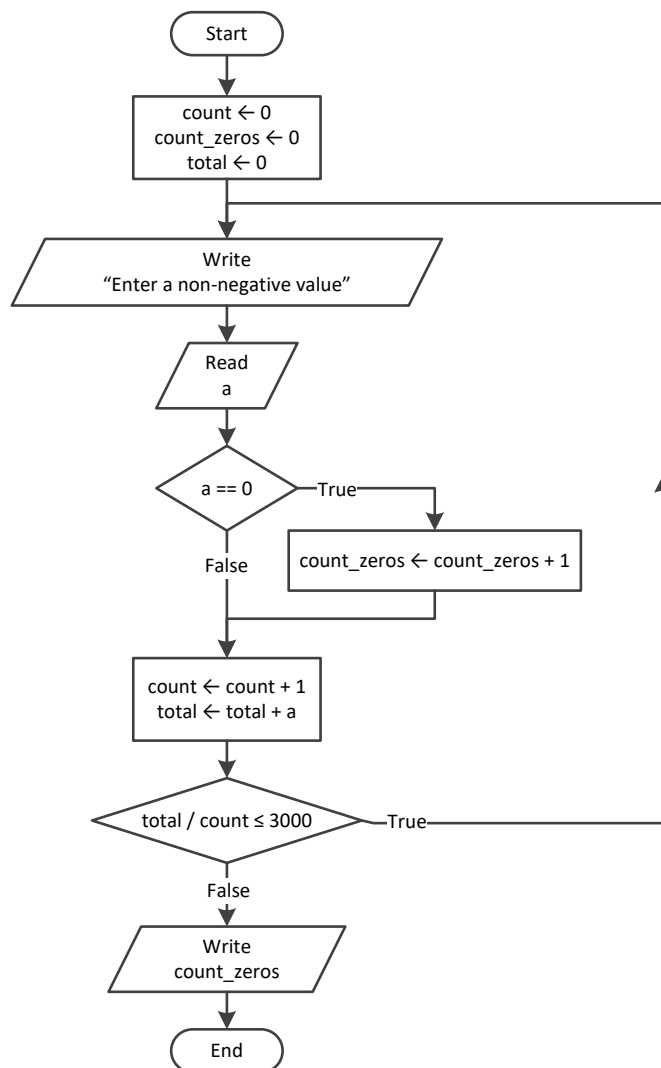 Start
count ← 0
count_zeros ← 0
total ← 0
Write
“Enter a non-negative value”
Read
a
a == 0
True
False
count_zeros ← count_zeros + 1
count ← count + 1
total ← total + a
total / count ≤ 3000
True
False
Write
count_zeros
End